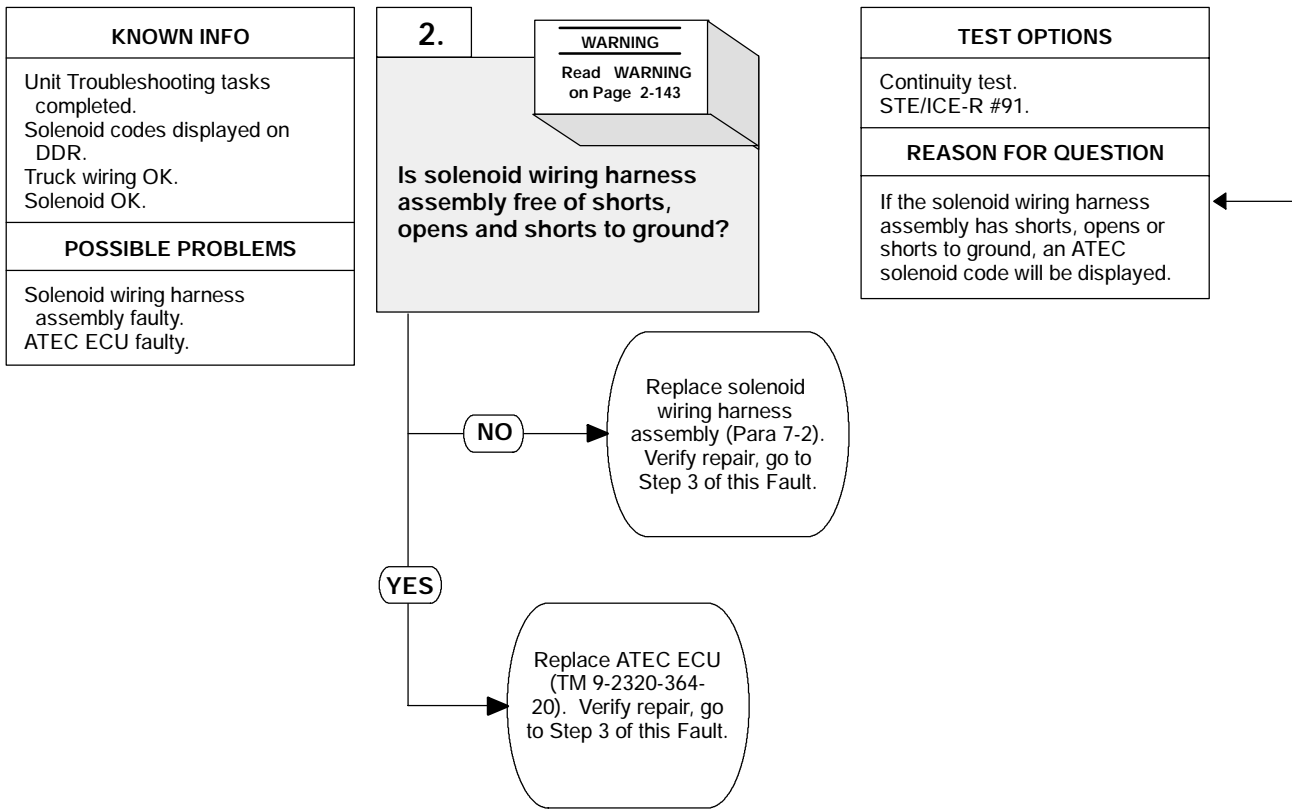 KNOWN INFO
Unit Troubleshooting tasks
completed.
Solenoid codes displayed on
DDR.
Truck wiring OK.
Solenoid OK.
POSSIBLE PROBLEMS
Solenoid wiring harness
assembly faulty.
ATEC ECU faulty.
2.
WARNING
Read WARNING
on Page 2-143
Is solenoid wiring harness
assembly free of shorts,
opens and shorts to ground?
TEST OPTIONS
Continuity test.
STE/ICE-R #91.
REASON FOR QUESTION
If the solenoid wiring harness
assembly has shorts, opens or
shorts to ground, an ATEC
solenoid code will be displayed.
NO
Replace solenoid
wiring harness
assembly (Para 7-2).
Verify repair, go to
Step 3 of this Fault.
YES
Replace ATEC ECU
(TM 9-2320-364-
20). Verify repair, go
to Step 3 of this Fault.